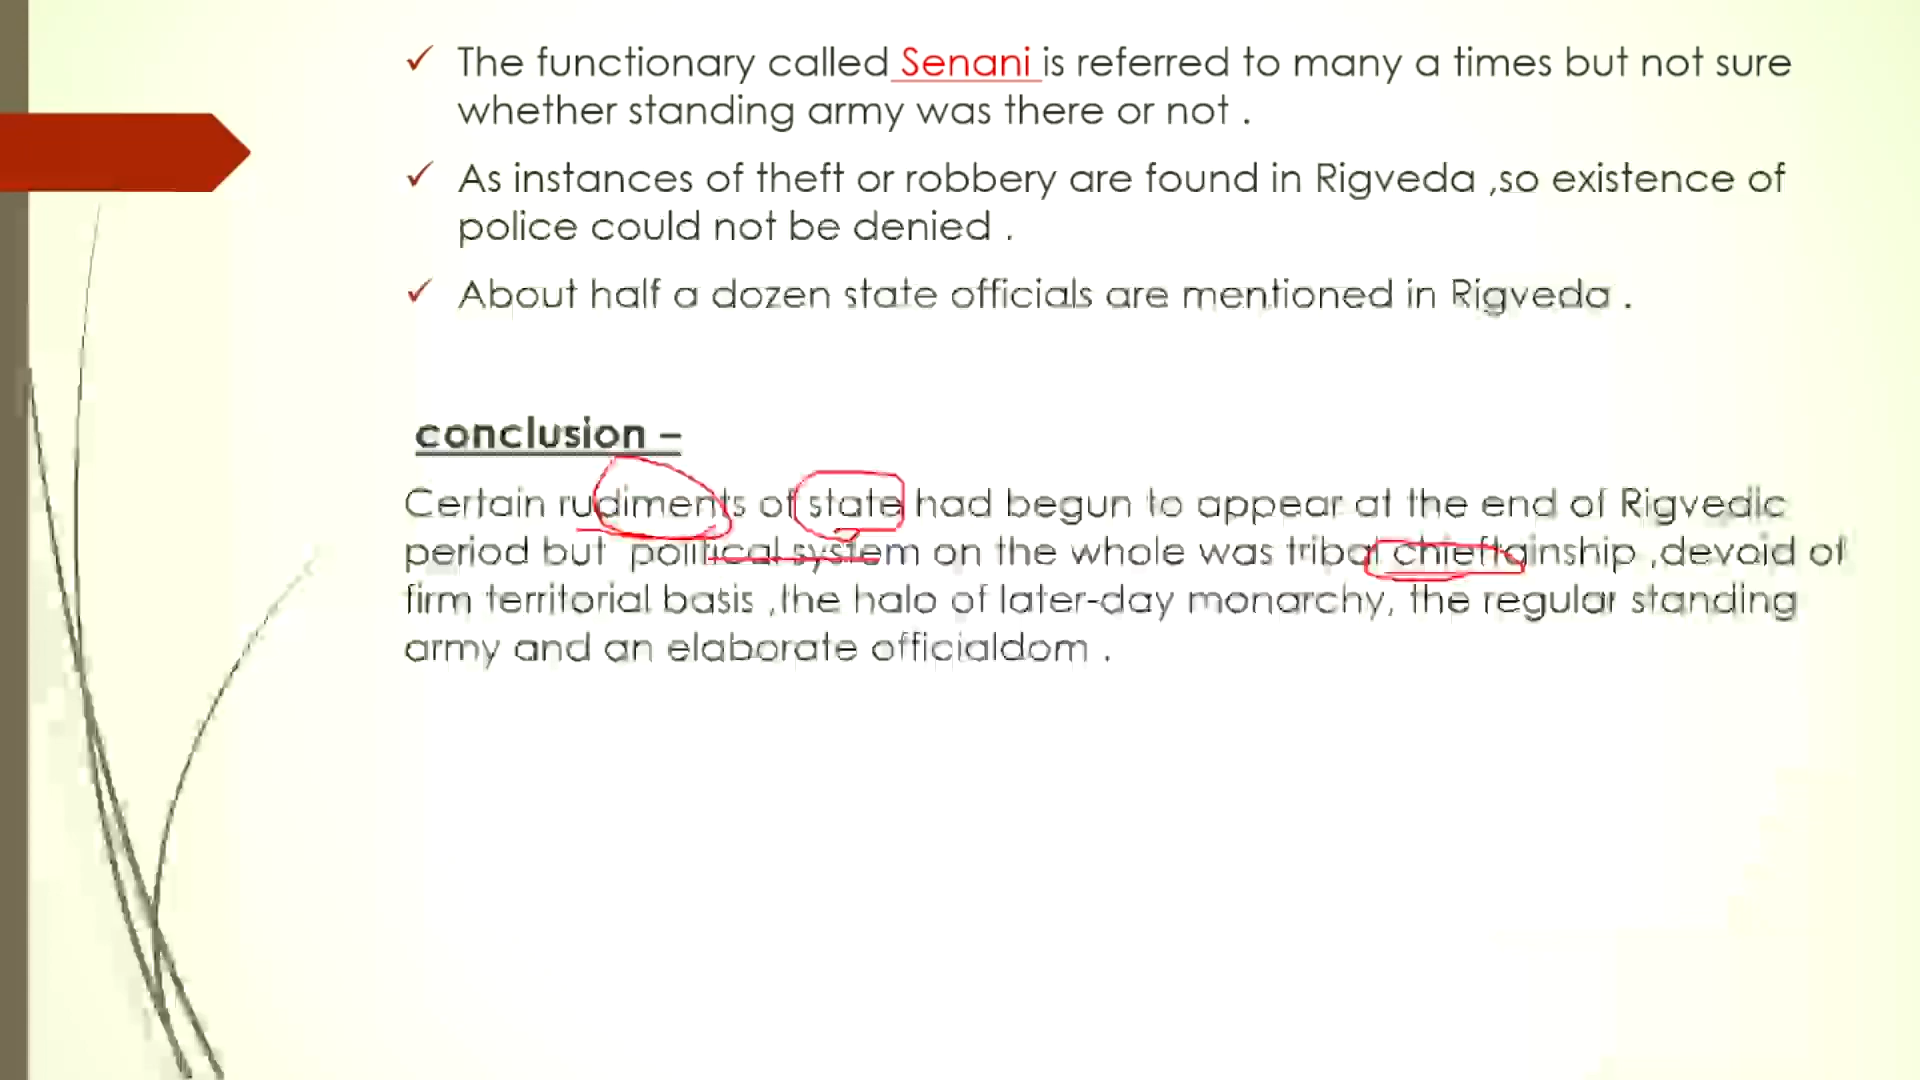 The functionary called Senani is referred to many a times but not sure
whether standing army was there or not .
As instances of theft or robbery are found in Rigveda ,so existence of
police could not be denied .
About half a dozen state officials are mentioned in Rigveda .
conclusion –
Certain rudiments of state had begun to appear at the end of Rigvedic
period but political system on the whole was tribal chieftainship ,devoid of
firm territorial basis ,the halo of later-day monarchy, the regular standing
army and an elaborate officialdom .